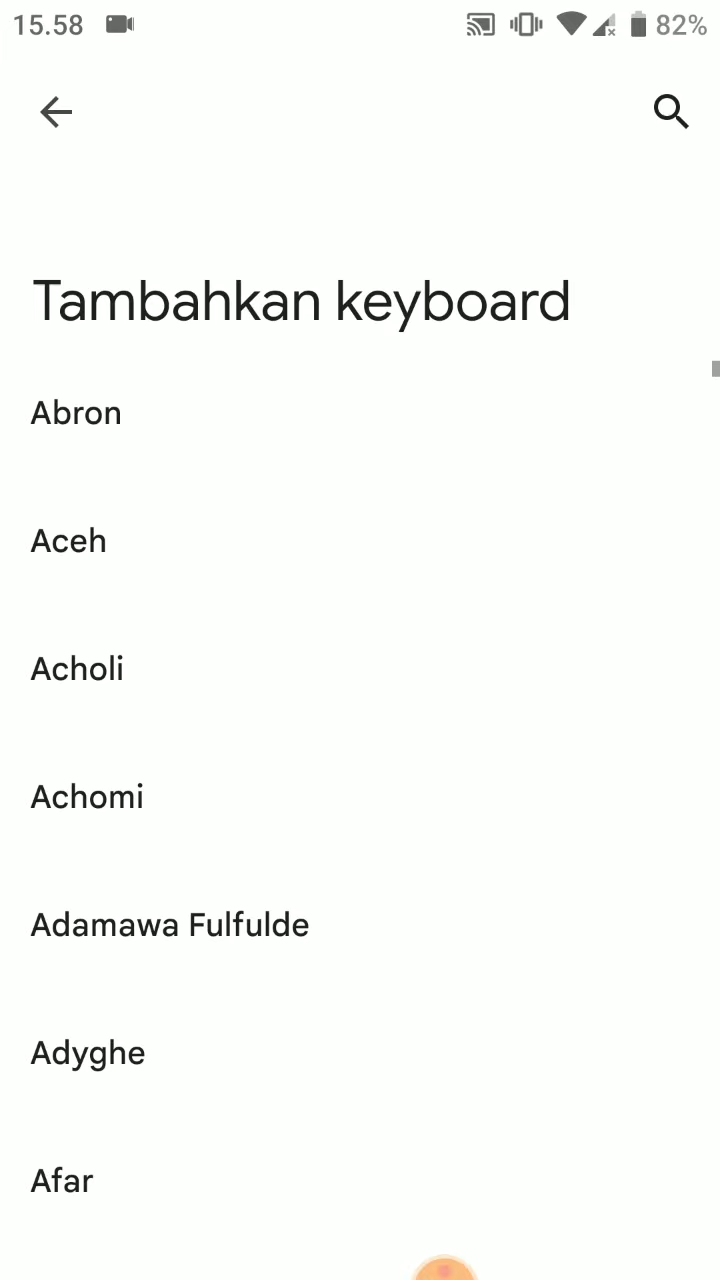 15.58 82%
Tambahkan keyboard
Abron
Aceh
Acholi
Achomi
Adamawa Fulfulde
Adyghe
Afar